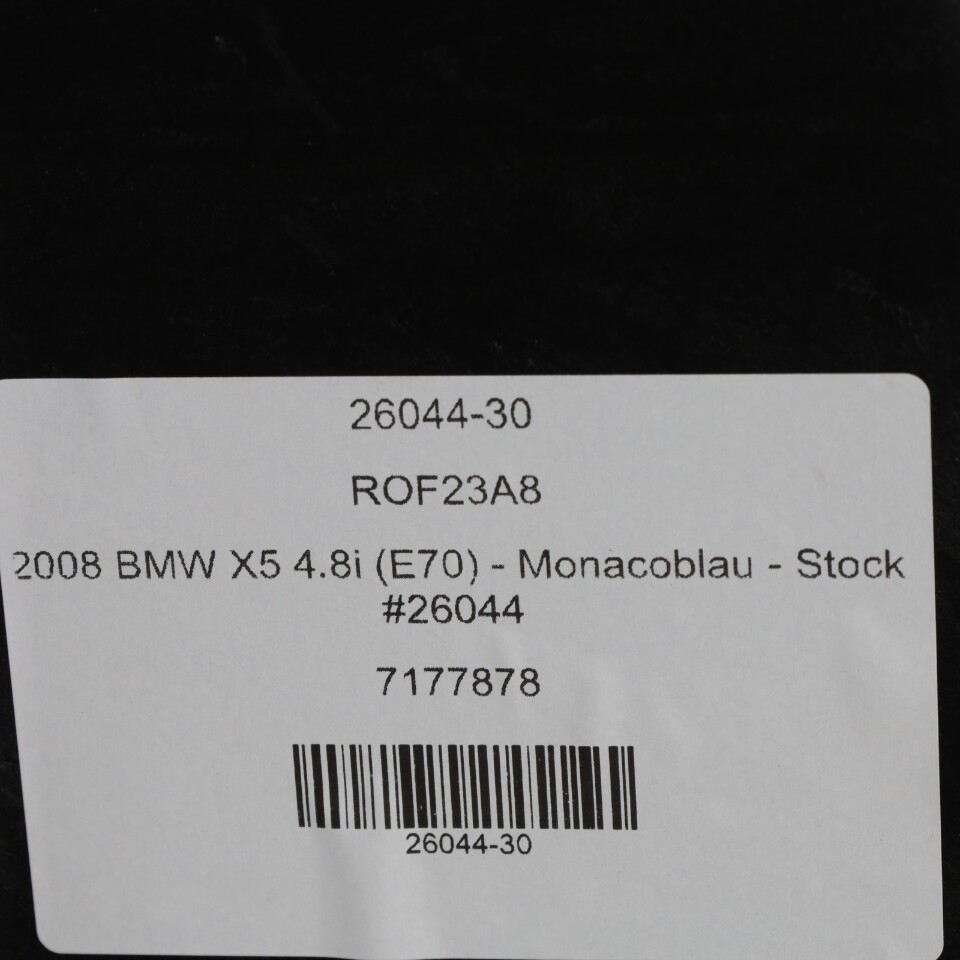 26044-30
ROF23A8
2008 BMW X5 4.8i (E70) - Monacoblau - Stock
#26044
7177878
26044-30